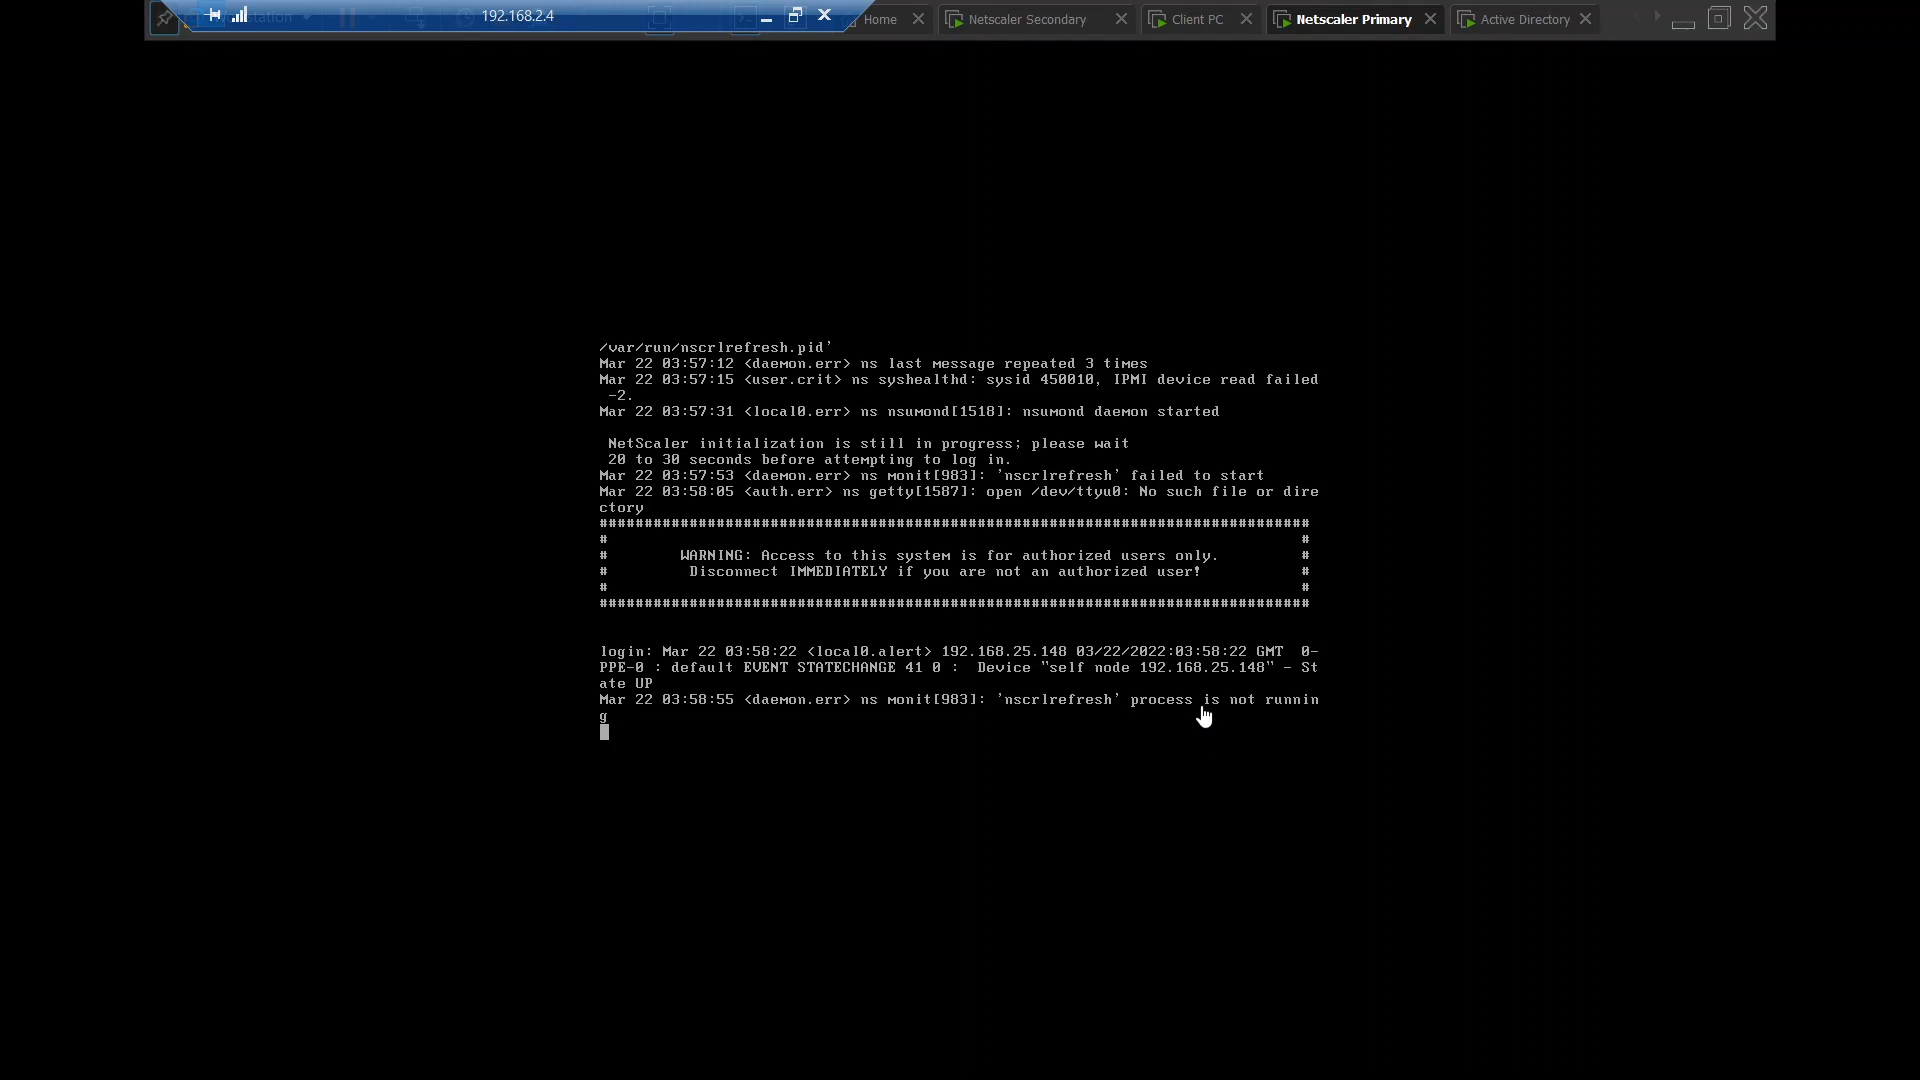 192.168.2.4
Home
Netscaler Secondary
Client PC
Netscaler Primary
Active Directory
/var/run/nscrlrefresh.pid'
Mar 22 03:57:12 <daemon.err> ns last message repeated 3 times
Mar 22 03:57:15 <user.crit> ns syshealthd: sysid 450010, IPMI device read failed
-2.
Mar 22 03:57:31 <local0.err> ns nsumond[1518]: nsumond daemon started
NetScaler initialization is still in progress; please wait
20 to 30 seconds before attempting to log in.
Mar 22 03:57:53 <daemon.err> ns monit[983]: 'nscrlrefresh' failed to start
Mar 22 03:58:05 <auth.err> ns getty[1587]: open /dev/ttyu0: No such file or dire
ctory
###############################################################################
# #
# WARNING: Access to this system is for authorized users only. #
# Disconnect IMMEDIATELY if you are not an authorized user! #
# #
###############################################################################
login: Mar 22 03:58:22 <local0.alert> 192.168.25.148 03/22/2022:03:58:22 GMT 0-
PPE-0 : default EVENT STATECHANGE 41 0 : Device "self node 192.168.25.148" - St
ate UP
Mar 22 03:58:55 <daemon.err> ns monit[983]: 'nscrlrefresh' process is not runnin
g